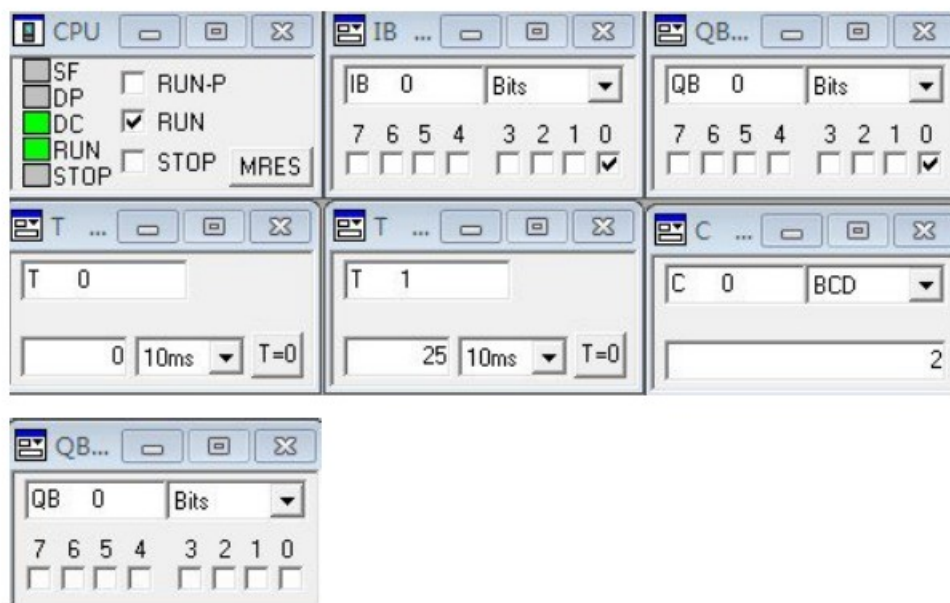 CPU
SF
DP
DC
RUN
STOP
RUN-P
RUN
STOP
MRES
IB ...
IB 0 Bits
7 6 5 4 3 2 1 0
QB...
QB 0 Bits
7 6 5 4 3 2 1 0
T ...
T 0
0 10ms T=0
T ...
T 1
25 10ms T=0
C ...
C 0 BCD
2
QB...
QB 0 Bits
7 6 5 4 3 2 1 0